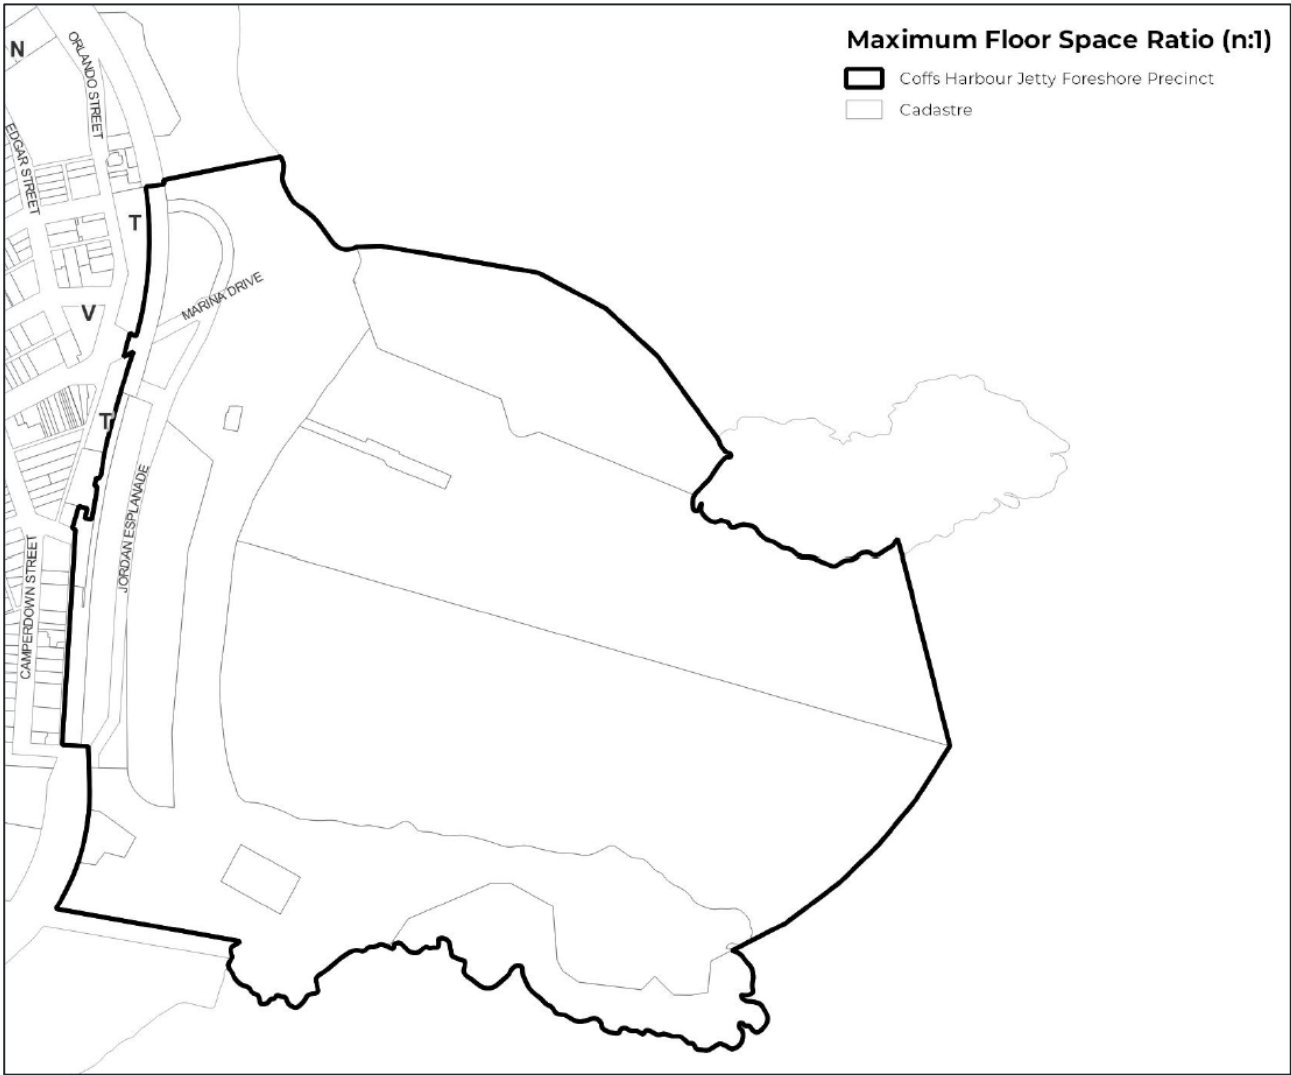 Maximum Floor Space Ratio (n:1)
Coffs Harbour Jetty Foreshore Precinct
Cadastre
N
ORLANDO STREET
EDGAR STREET
T
MARINA DRIVE
V
T
JORDAN ESPLANADE
CAMPERDOWN STREET